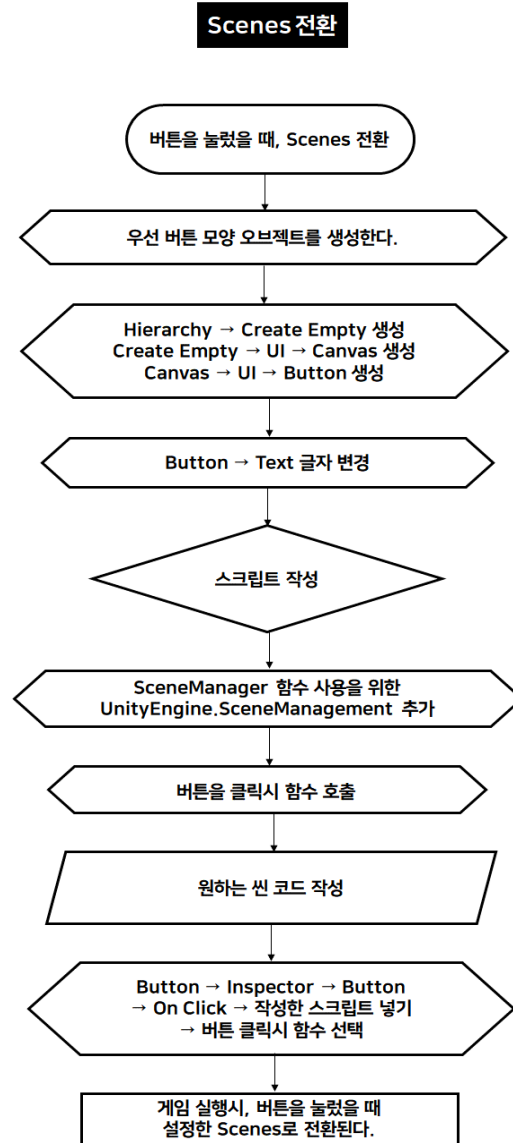 Scenes 전환
버튼을 눌렀을 때, Scenes 전환
우선 버튼 모양 오브젝트를 생성한다.
Hierarchy → Create Empty 생성
Create Empty → UI → Canvas 생성
Canvas → UI → Button 생성
Button → Text 글자 변경
스크립트 작성
SceneManager 함수 사용을 위한
UnityEngine.SceneManagement 추가
버튼을 클릭시 함수 호출
원하는 씬 코드 작성
Button → Inspector → Button
→ On Click → 작성한 스크립트 넣기
→ 버튼 클릭시 함수 선택
게임 실행시, 버튼을 눌렀을 때
설정한 Scenes로 전환된다.